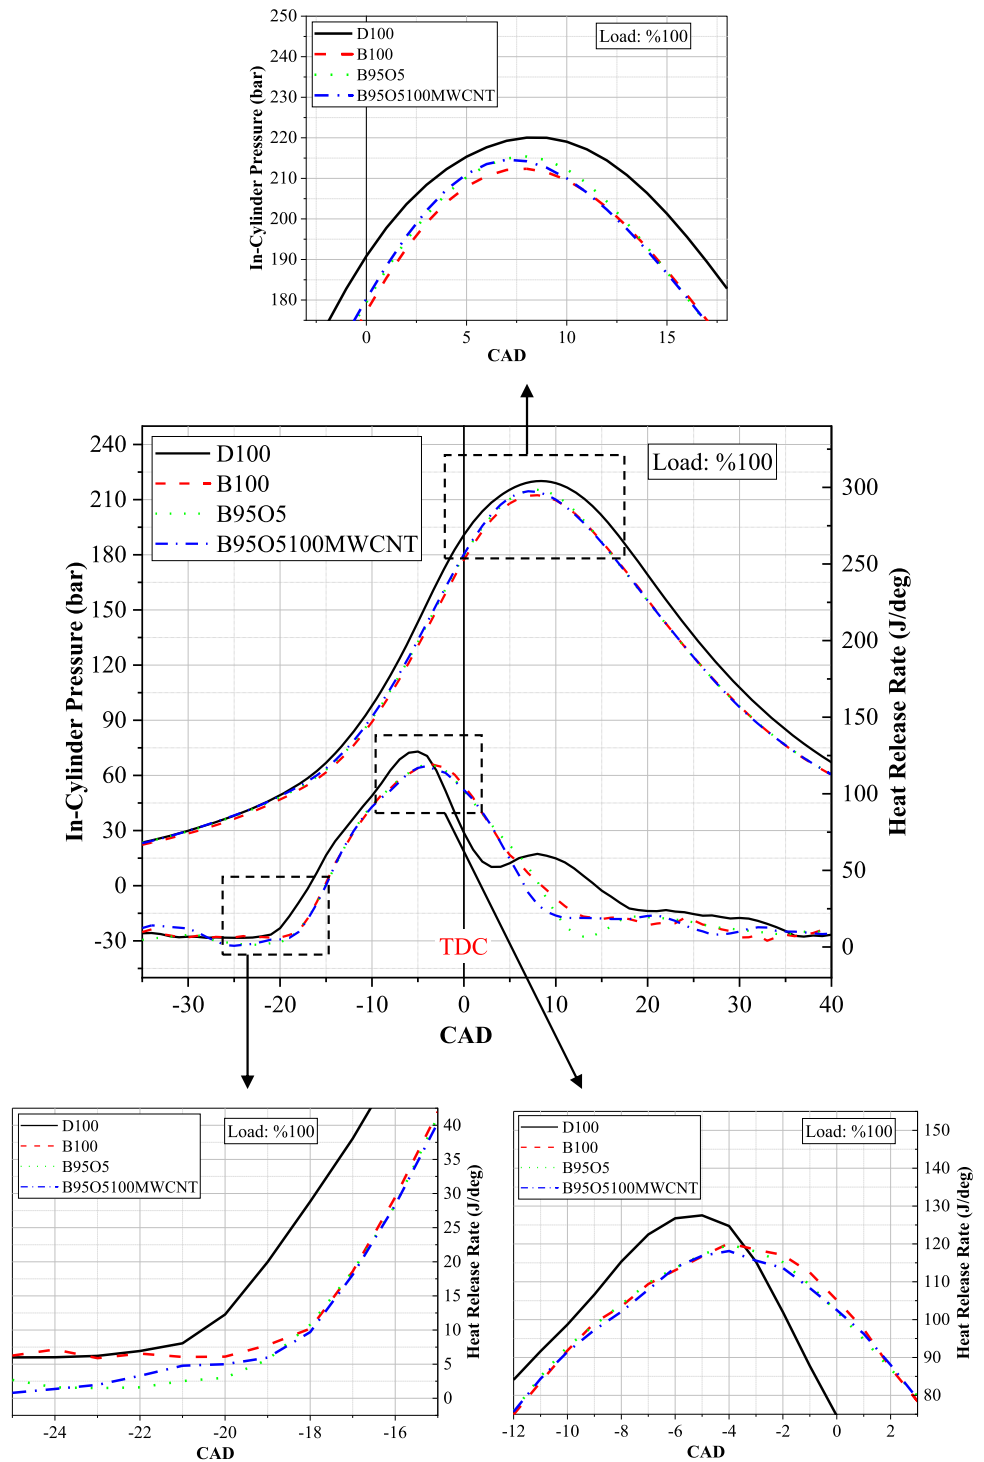 250
240
230
220
210
200
190
180
In-Cylinder Pressure (bar)
D100
B100
B95O5
B95O5100MWCNT
Load: %100
0
5
10
15
CAD
240
210
180
150
120
90
60
30
0
-30
In-Cylinder Pressure (bar)
D100
B100
B95O5
B95O5100MWCNT
Load: %100
300
250
200
150
100
50
0
Heat Release Rate (J/deg)
TDC
-30
-20
-10
0
10
20
30
40
CAD
D100
B100
B95O5
B95O5100MWCNT
Load: %100
40
35
30
25
20
15
10
5
0
Heat Release Rate (J/deg)
-24
-22
-20
-18
-16
CAD
D100
B100
B95O5
B95O5100MWCNT
Load: %100
150
140
130
120
110
100
90
80
Heat Release Rate (J/deg)
-12
-10
-8
-6
-4
-2
0
2
CAD